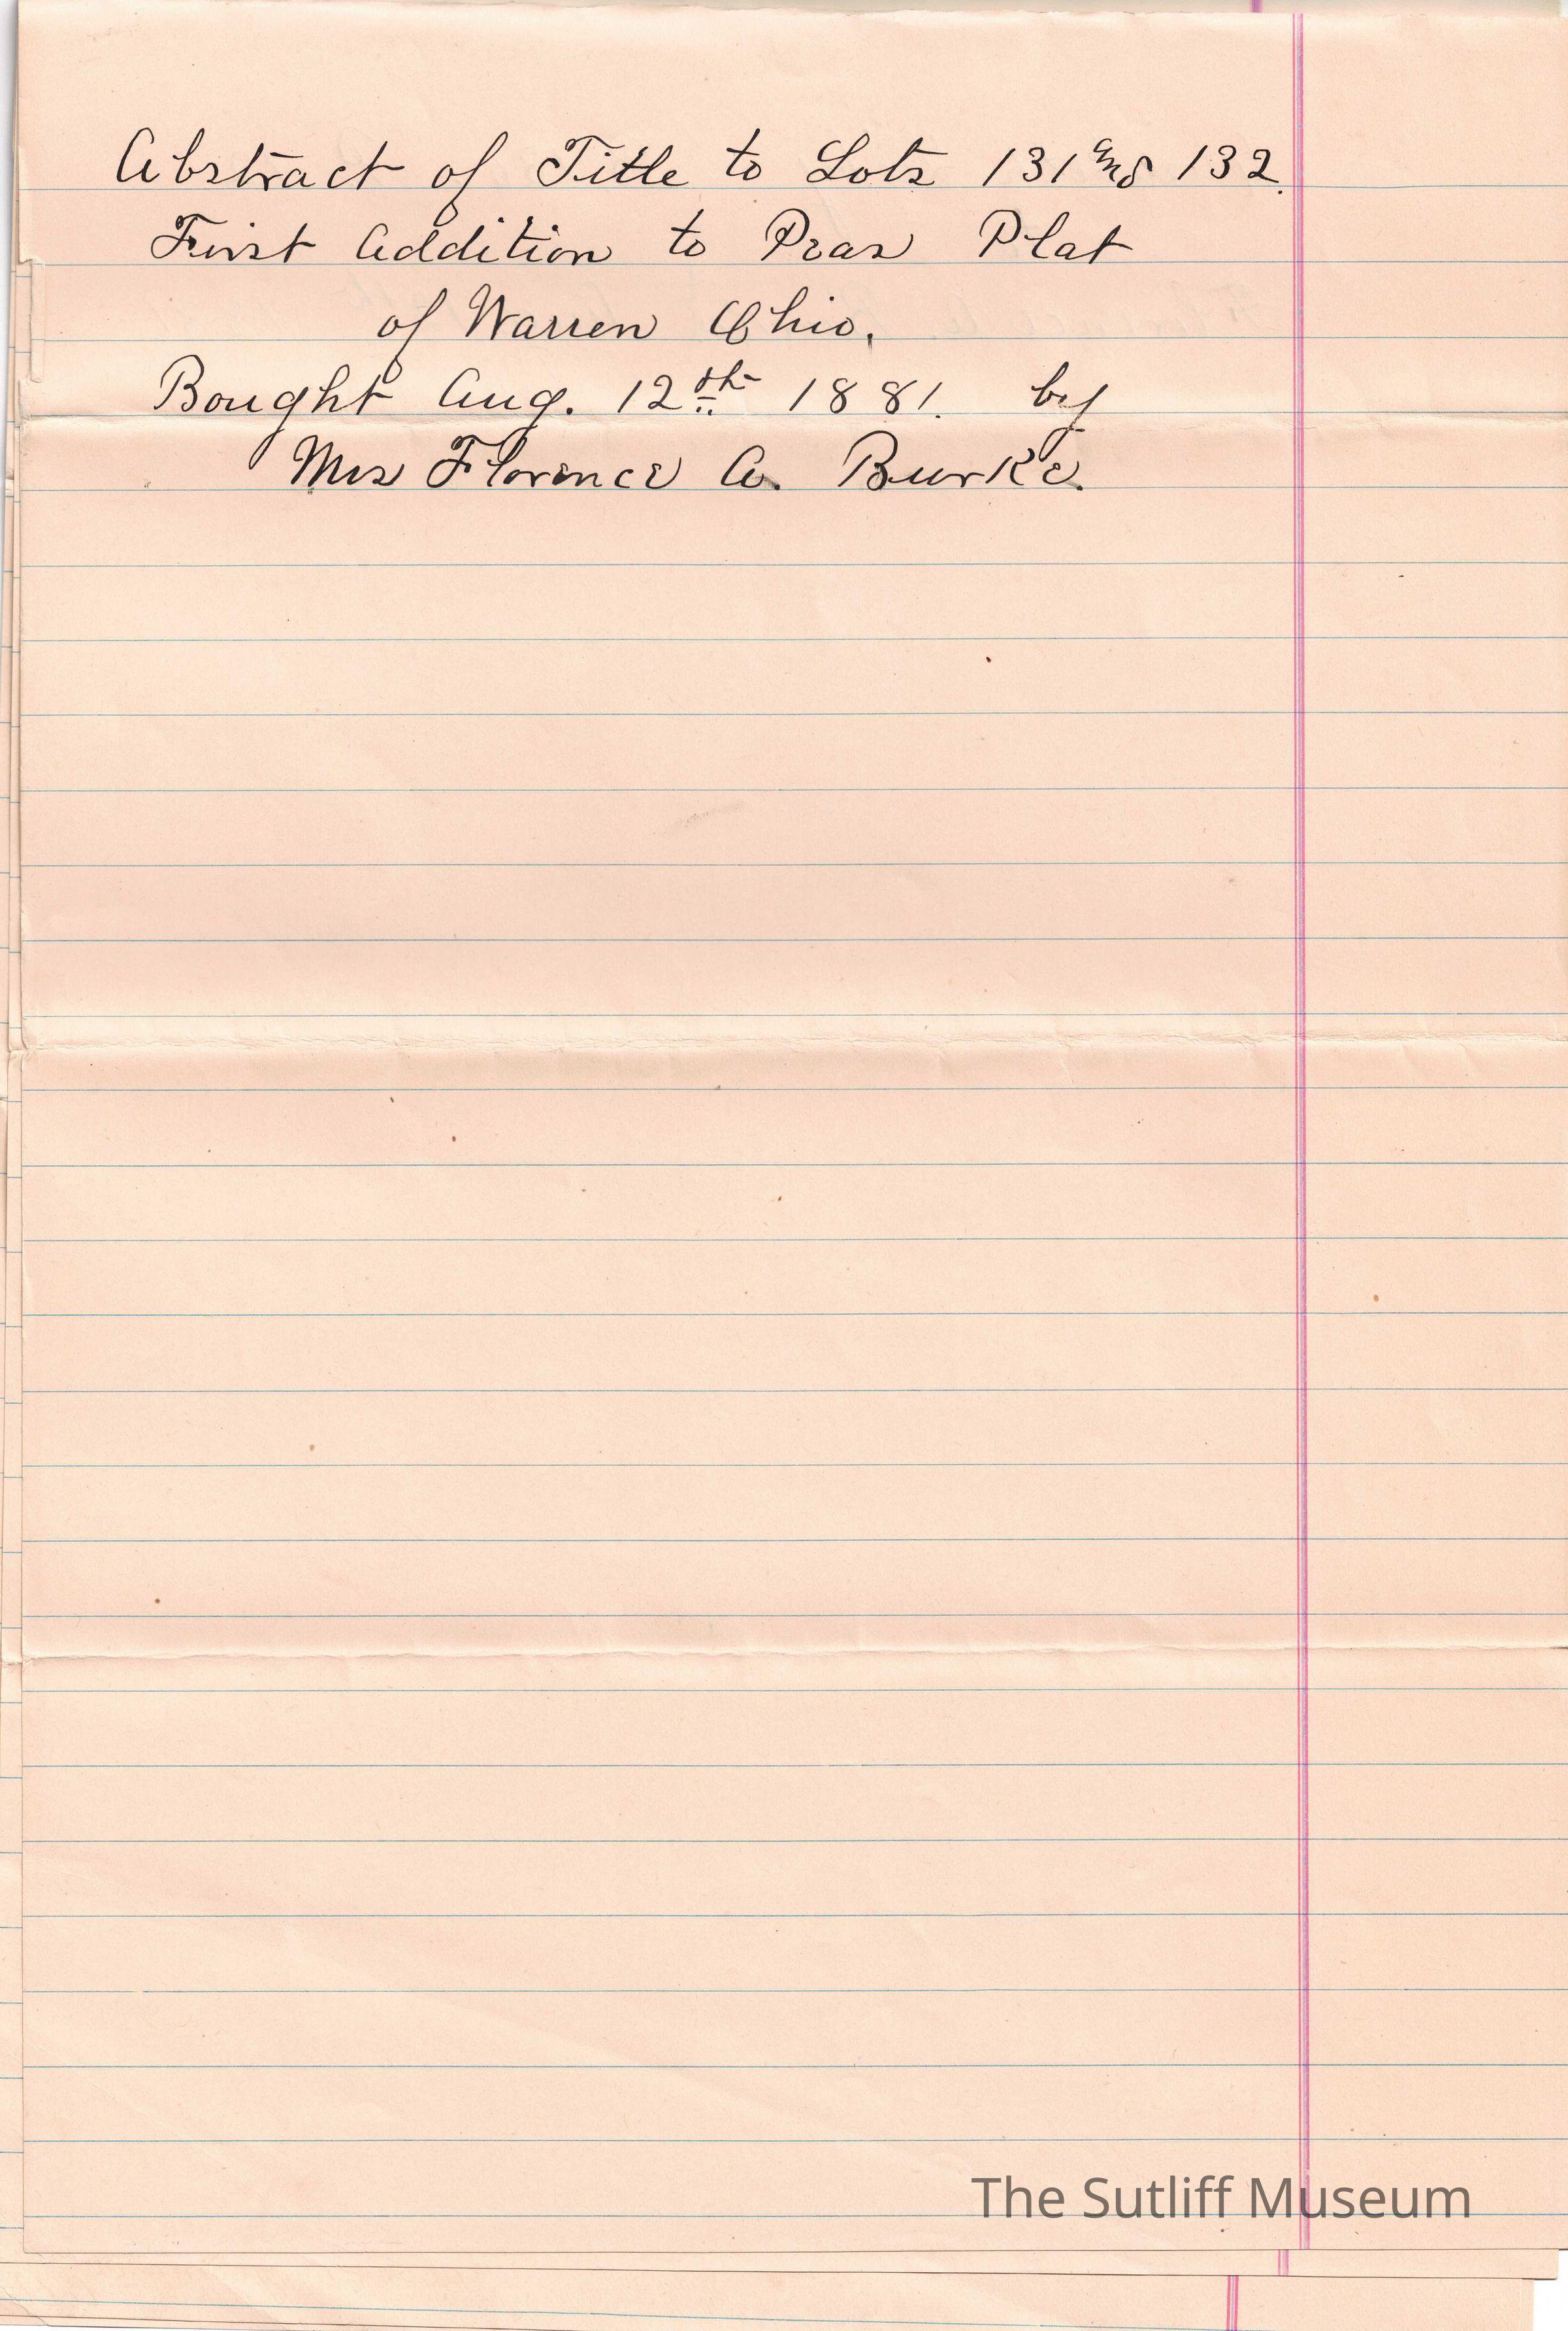 Abstract of Title to Lots 131 and 132.
First Addition to Peas Plat
of Warren Ohio,
Bought Aug. 12th 1881. by
Mrs Florence A. Burke.
The Sutliff Museum